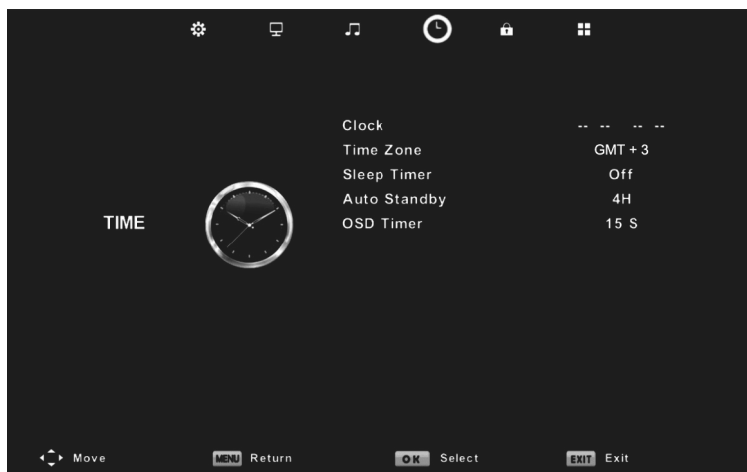 Clock -- -- -- --
Time Zone GMT + 3
Sleep Timer Off
Auto Standby 4H
TIME
OSD Timer 15 S
Move MENU Return OK Select EXIT Exit